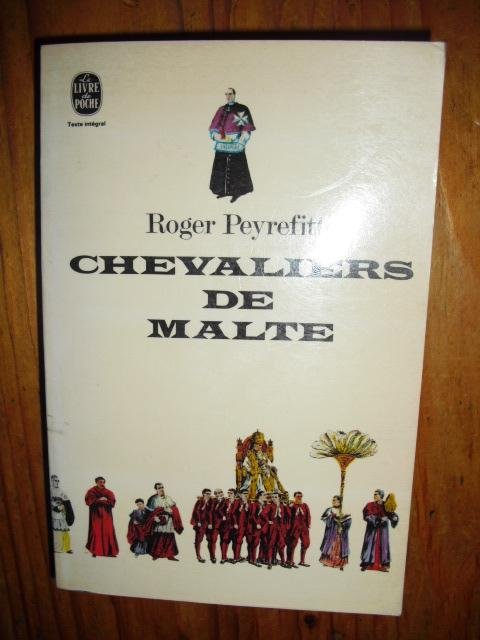 Le
LIVRE
de
POCHE
Texte intégral
Roger Peyrefitt
CHEVALIERS
DE
MALTE